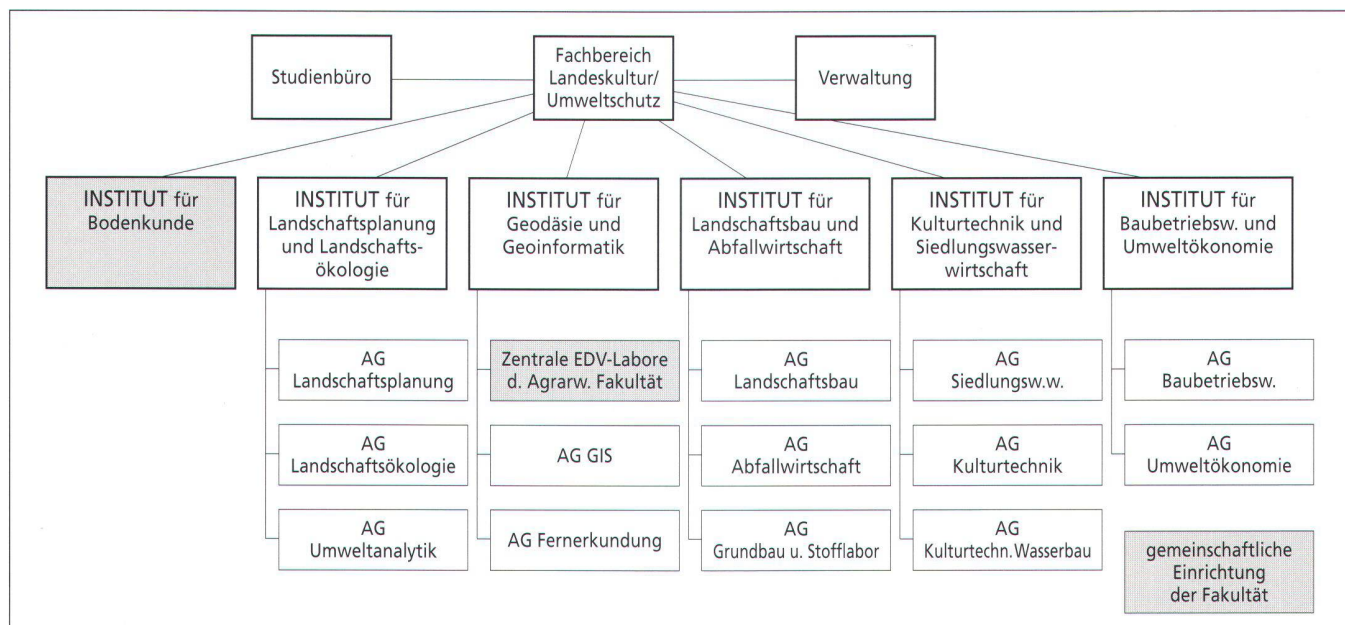 Studienbüro
Fachbereich
Landeskultur/
Umweltschutz
Verwaltung
INSTITUT für
Bodenkunde
INSTITUT für
Landschaftsplanung
und Landschafts-
ökologie
INSTITUT für
Geodäsie und
Geoinformatik
INSTITUT für
Landschaftsbau und
Abfallwirtschaft
INSTITUT für
Kulturtechnik und
Siedlungswasser-
wirtschaft
INSTITUT für
Baubetriebsw. und
Umweltökonomie
AG
Landschaftsplanung
Zentrale EDV-Labore
d. Agrarw. Fakultät
AG
Landschaftsbau
AG
Siedlungsw.w.
AG
Baubetriebsw.
AG
Landschaftsökologie
AG GIS
AG
Abfallwirtschaft
AG
Kulturtechnik
AG
Umweltökonomie
AG
Umweltanalytik
AG Fernerkundung
AG
Grundbau u. Stofflabor
AG
Kulturtechn.Wasserbau
gemeinschaftliche
Einrichtung
der Fakultät